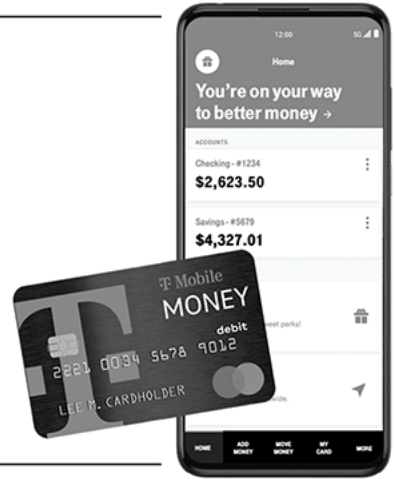 12:00
5G
Home
You're on your way
to better money →
ACCOUNTS
Checking - #1234
$2,623.50
Savings - #5679
$4,327.01
T Mobile
MONEY
debit
2221 0034 5678 9012
LEE M. CARDHOLDER
perks!
HOME
ADD
MONEY
MOVE
MONEY
MY
CARD
MORE